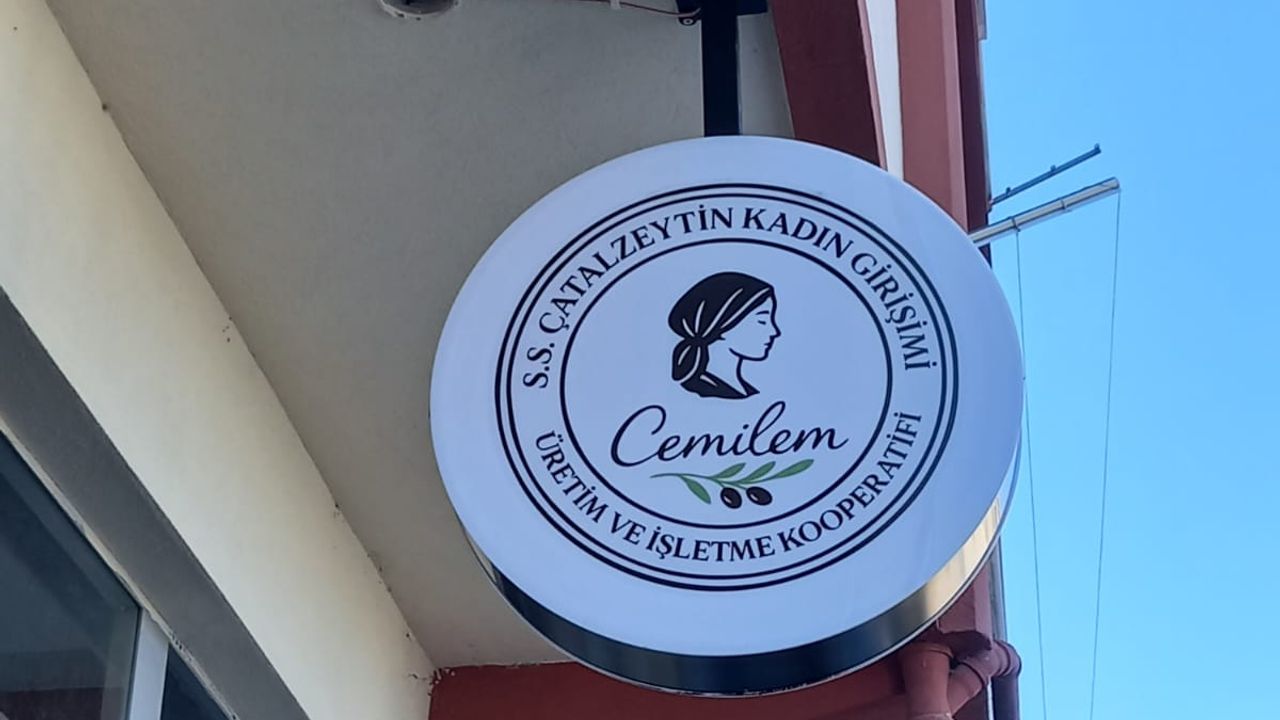 S.S. ÇATALZEYTİN KADIN GİRİŞİMİ
Cemilem
ÜRETİM VE İŞLETME KOOPERATİFİ